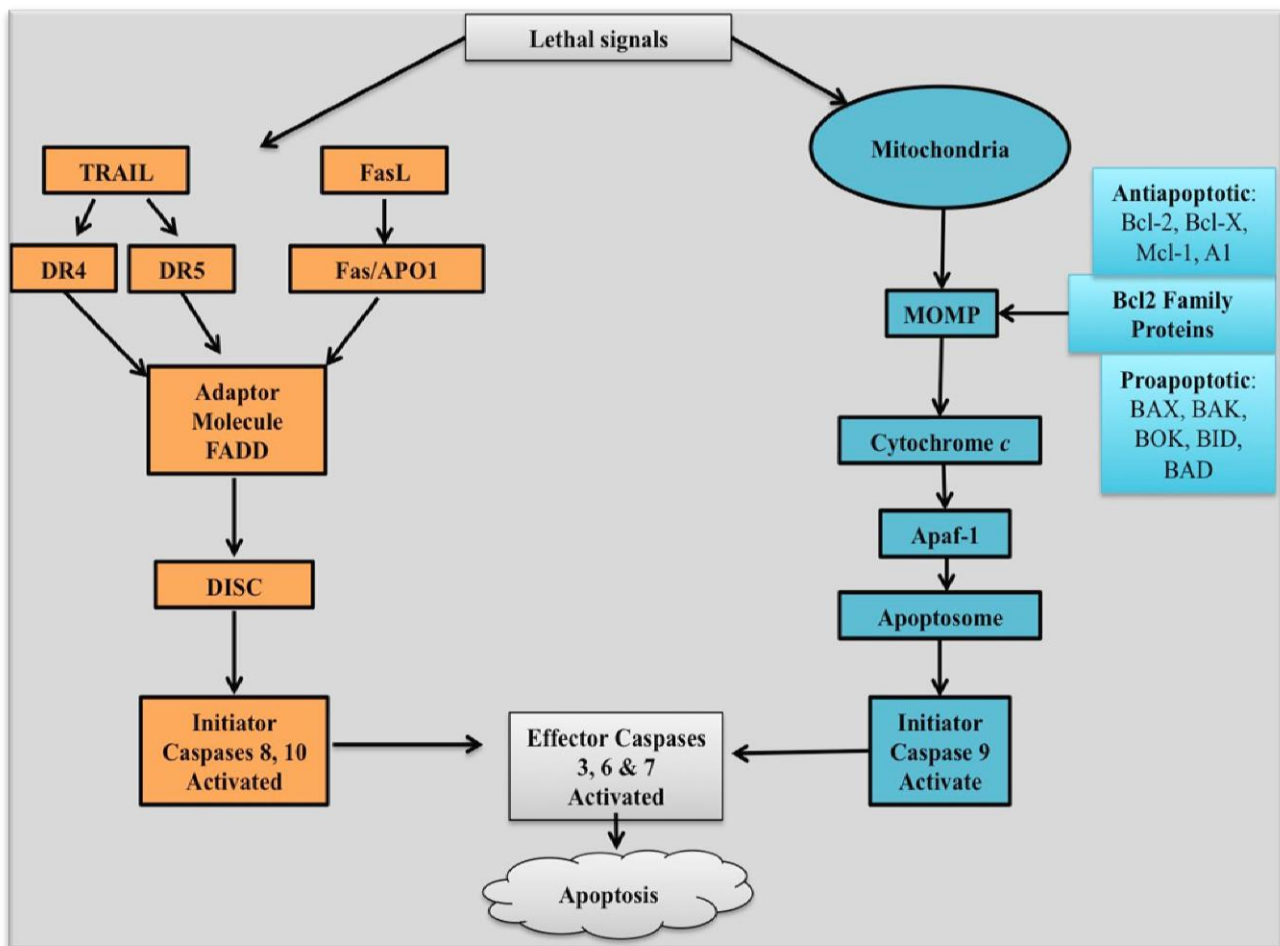 Lethal signals
TRAIL
FasL
DR4
DR5
Fas/APO1
Adaptor
Molecule
FADD
DISC
Initiator
Caspases 8, 10
Activated
Mitochondria
Antiapoptotic:
Bcl-2, Bcl-X,
Mcl-1, A1
MOMP
Bcl2 Family
Proteins
Proapoptotic:
BAX, BAK,
BOK, BID,
BAD
Cytochrome c
Apaf-1
Apoptosome
Initiator
Caspase 9
Activate
Effector Caspases
3, 6 & 7
Activated
Apoptosis